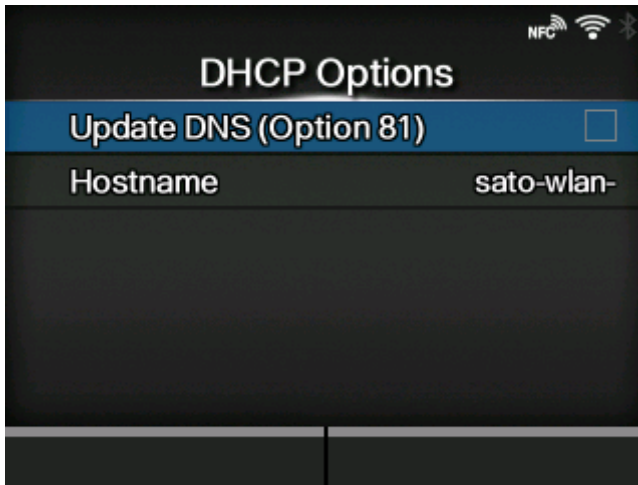 NFC
DHCP Options
Update DNS (Option 81)
Hostname sato-wlan-